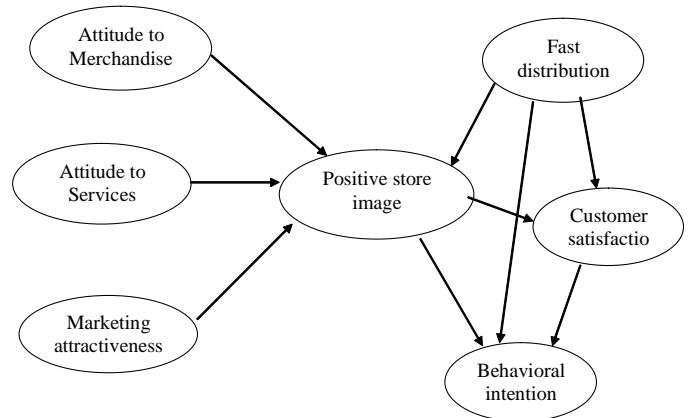 Attitude to
Merchandise
Fast
distribution
Attitude to
Services
Positive store
image
Customer
satisfactio
Marketing
attractiveness
Behavioral
intention